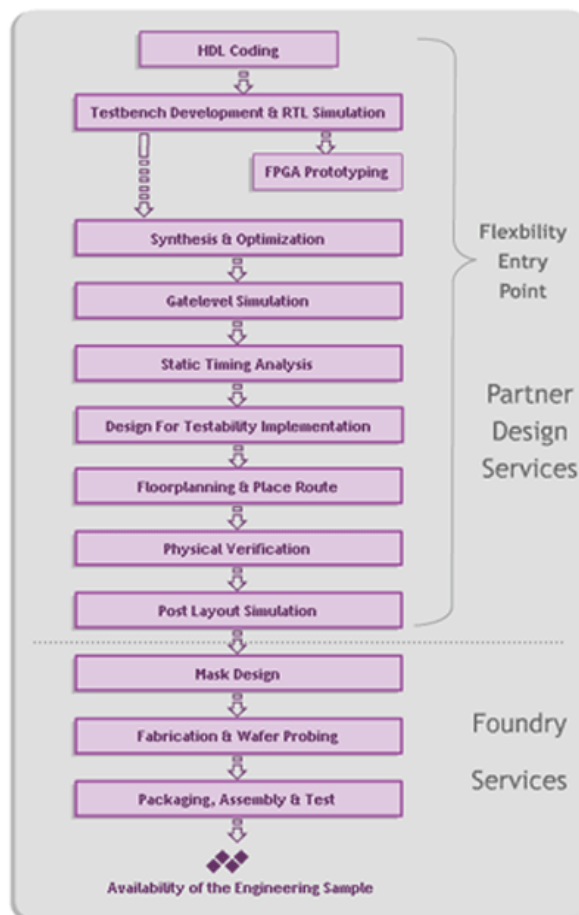 HDL Coding
Testbench Development & RTL Simulation
FPGA Prototyping
Synthesis & Optimization
Gatelevel Simulation
Static Timing Analysis
Design For Testability Implementation
Floorplanning & Place Route
Physical Verification
Post Layout Simulation
Flexbility
Entry
Point
Partner
Design
Services
Mask Design
Fabrication & Wafer Probing
Packaging, Assembly & Test
Foundry
Services
Availability of the Engineering Sample